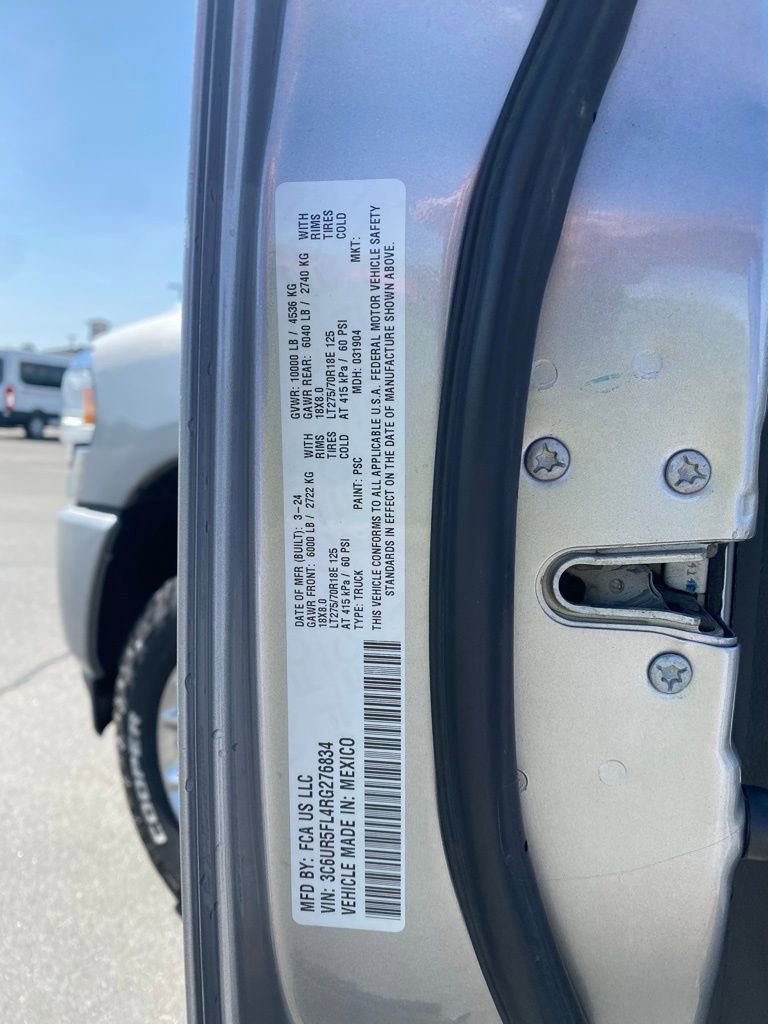 MFD BY: FCA US LLC
VIN: 3C6UR5FL4RG276834
VEHICLE MADE IN: MEXICO
DATE OF MFR (BUILT): 3-24 GVWR: 10000 LB / 4536 KG
GAWR FRONT: 6000 LB / 2722 KG WITH GAWR REAR: 6040 LB / 2740 KG WITH
18X8.0 RIMS 18X8.0 RIMS
LT275/70R18E 125 TIRES LT275/70R18E 125 TIRES
AT 415 kPa / 60 PSI COLD AT 415 kPa / 60 PSI COLD
TYPE: TRUCK PAINT: PSC MDH: 031904 MKT:
THIS VEHICLE CONFORMS TO ALL APPLICABLE U.S.A. FEDERAL MOTOR VEHICLE SAFETY
STANDARDS IN EFFECT ON THE DATE OF MANUFACTURE SHOWN ABOVE.
COOPER